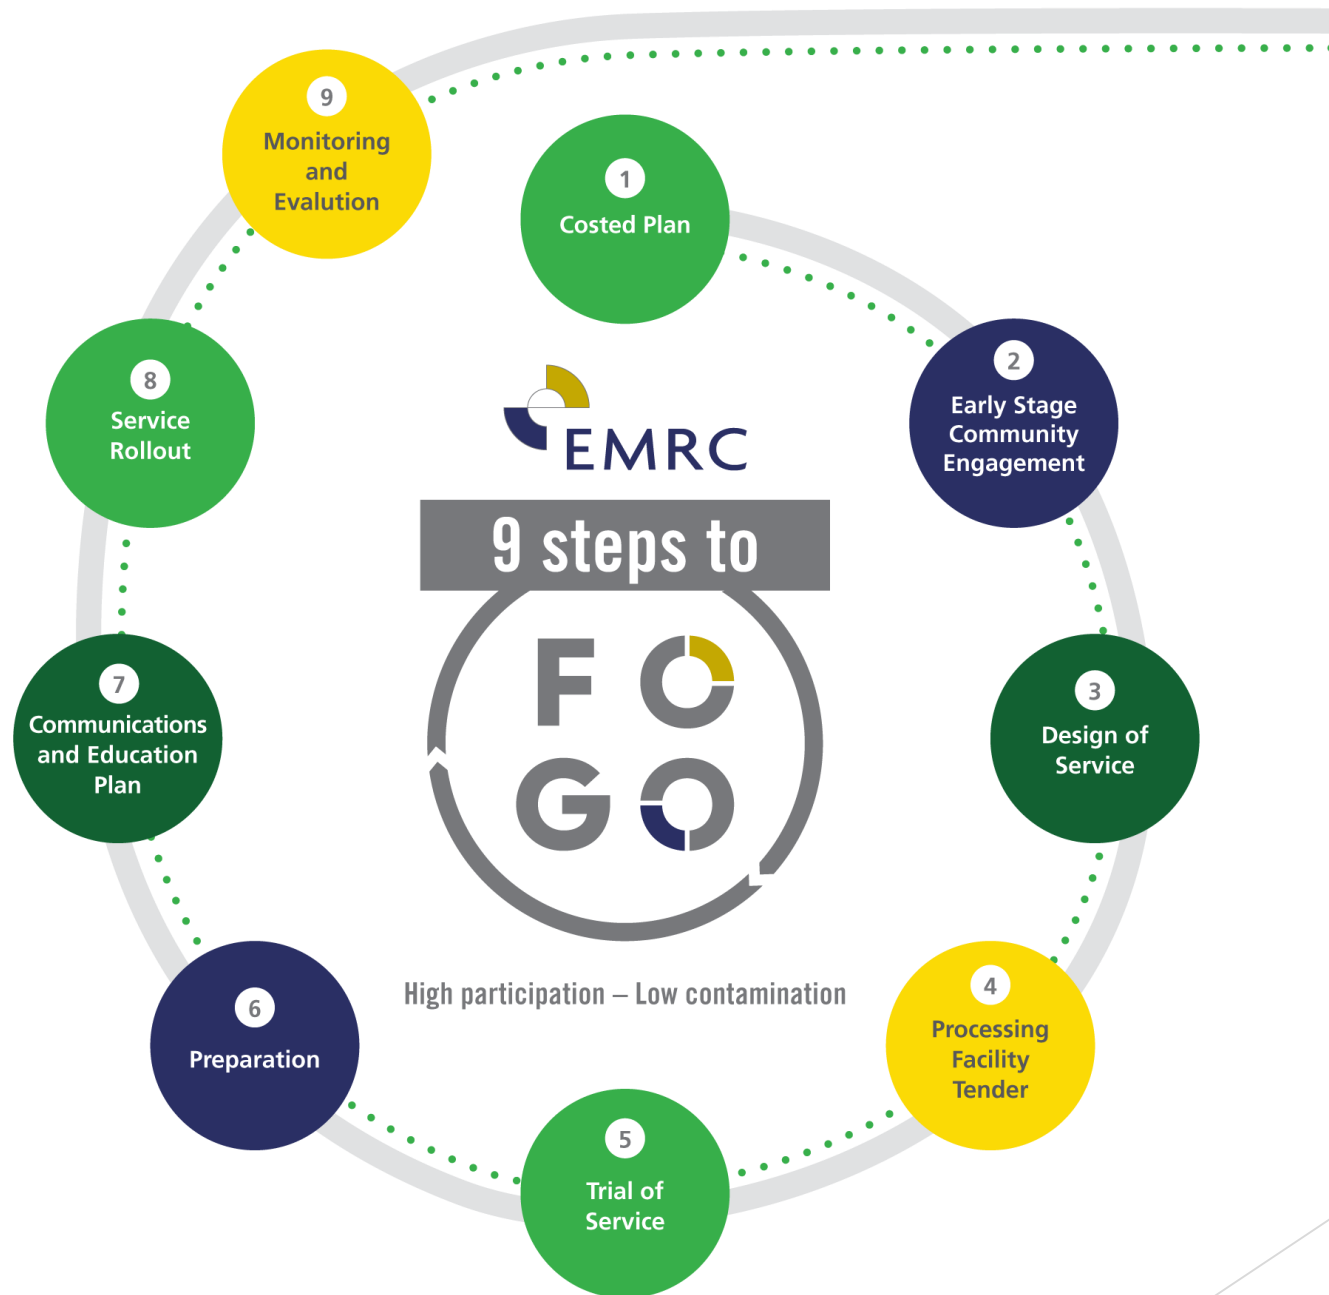 EMRC
9 steps to
FO
GO
High participation – Low contamination
1
Costed Plan
2
Early Stage
Community
Engagement
3
Design of
Service
4
Processing
Facility
Tender
5
Trial of
Service
6
Preparation
7
Communications
and Education
Plan
8
Service
Rollout
9
Monitoring
and
Evalution